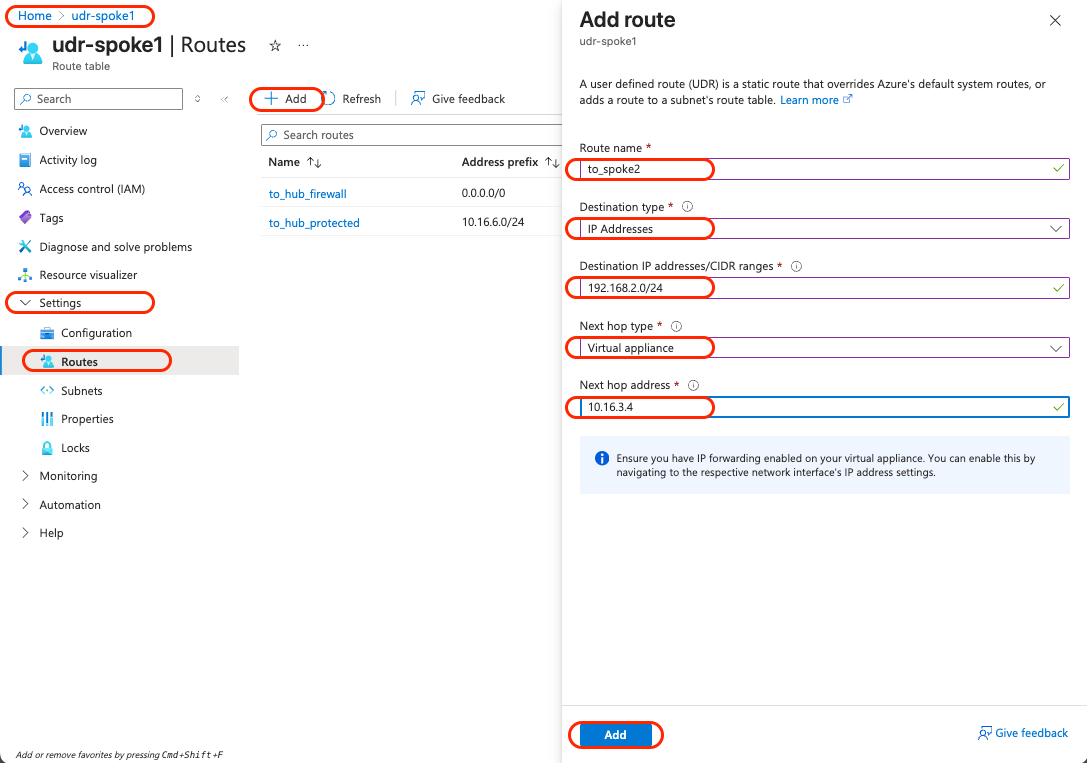 Home > udr-spoke1
udr-spoke1 | Routes
Route table
Search
Overview
Activity log
Access control (IAM)
Tags
Diagnose and solve problems
Resource visualizer
Settings
Configuration
Routes
Subnets
Properties
Locks
Monitoring
Automation
Help
Add or remove favorites by pressing Cmd+Shift+F
Add Refresh Give feedback
Search routes
Name ↑↓ Address prefix ↑↓
to_hub_firewall 0.0.0.0/0
to_hub_protected 10.16.6.0/24
Add route
udr-spoke1
A user defined route (UDR) is a static route that overrides Azure's default system routes, or
adds a route to a subnet's route table. Learn more
Route name *
to_spoke2
Destination type *
IP Addresses
Destination IP addresses/CIDR ranges *
192.168.2.0/24
Next hop type *
Virtual appliance
Next hop address *
10.16.3.4
Ensure you have IP forwarding enabled on your virtual appliance. You can enable this by
navigating to the respective network interface's IP address settings.
Add
Give feedback